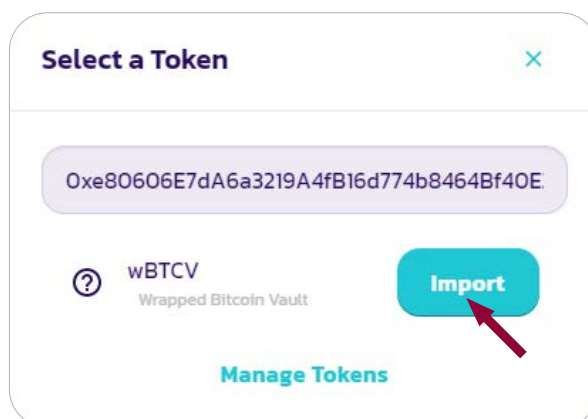 Select a Token
0xe80606E7dA6a3219A4fB16d774b8464Bf40E
wBTCV
Wrapped Bitcoin Vault
Import
Manage Tokens